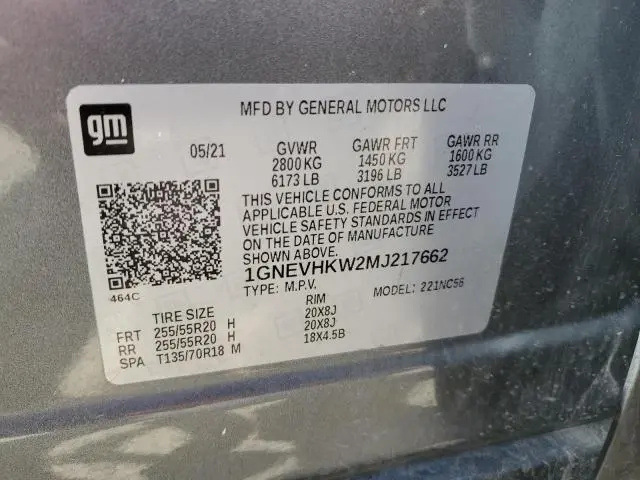 gm
MFD BY GENERAL MOTORS LLC
05/21 GVWR GAWR FRT GAWR RR
2800 KG 1450 KG 1600 KG
6173 LB 3196 LB 3527 LB
THIS VEHICLE CONFORMS TO ALL
APPLICABLE U.S. FEDERAL MOTOR
VEHICLE SAFETY STANDARDS IN EFFECT
ON THE DATE OF MANUFACTURE SHOWN ABOVE.
1GNEVHKW2MJ217662
TYPE: M.P.V. MODEL: 221NC56
464C
TIRE SIZE RIM
FRT 255/55R20 H 20X8J
RR 255/55R20 H 20X8J
SPA T135/70R18 M 18X4.5B